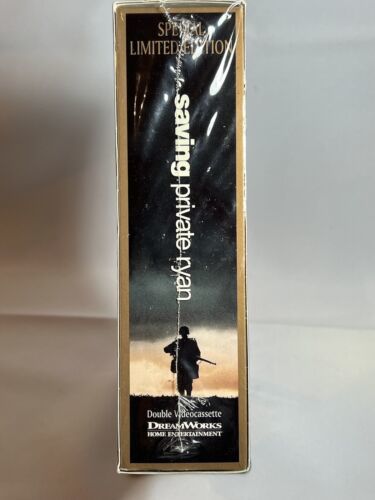 SPECIAL
LIMITED EDITION
saving private ryan
Double Videocassette
DREAMWORKS
HOME ENTERTAINMENT